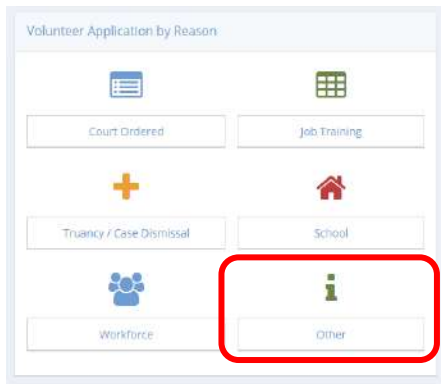 Volunteer Application by Reason
Court Ordered
Job Training
Truancy / Case Dismissal
School
Workforce
Other